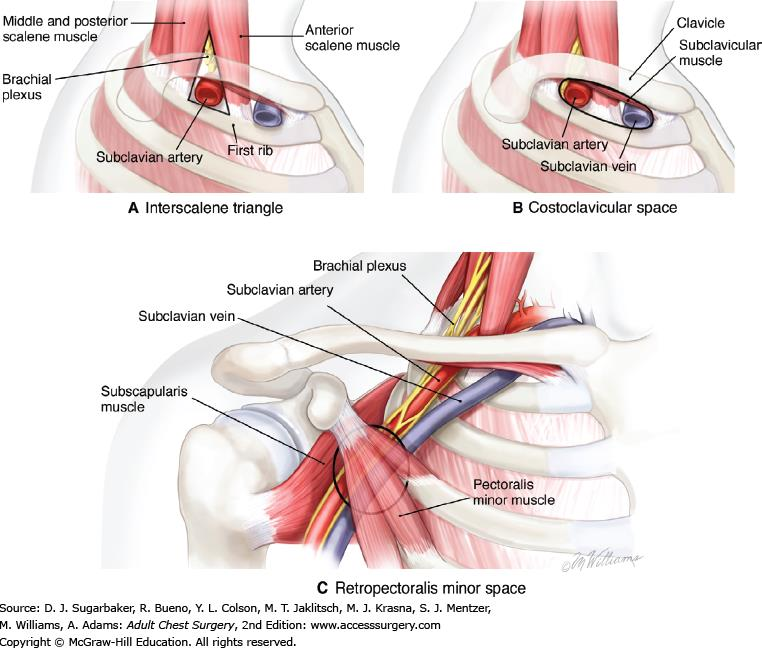 Middle and posterior
scalene muscle
Anterior
scalene muscle
Brachial
plexus
Subclavian artery
First rib
A Interscalene triangle
Clavicle
Subclavicular
muscle
Subclavian artery
Subclavian vein
B Costoclavicular space
Brachial plexus
Subclavian artery
Subclavian vein
Subscapularis
muscle
Pectoralis
minor muscle
©MWilliams
C Retropectoralis minor space
Source: D. J. Sugarbaker, R. Bueno, Y. L. Colson, M. T. Jaklitsch, M. J. Krasna, S. J. Mentzer,
M. Williams, A. Adams: Adult Chest Surgery, 2nd Edition: www.accesssurgery.com
Copyright © McGraw-Hill Education. All rights reserved.